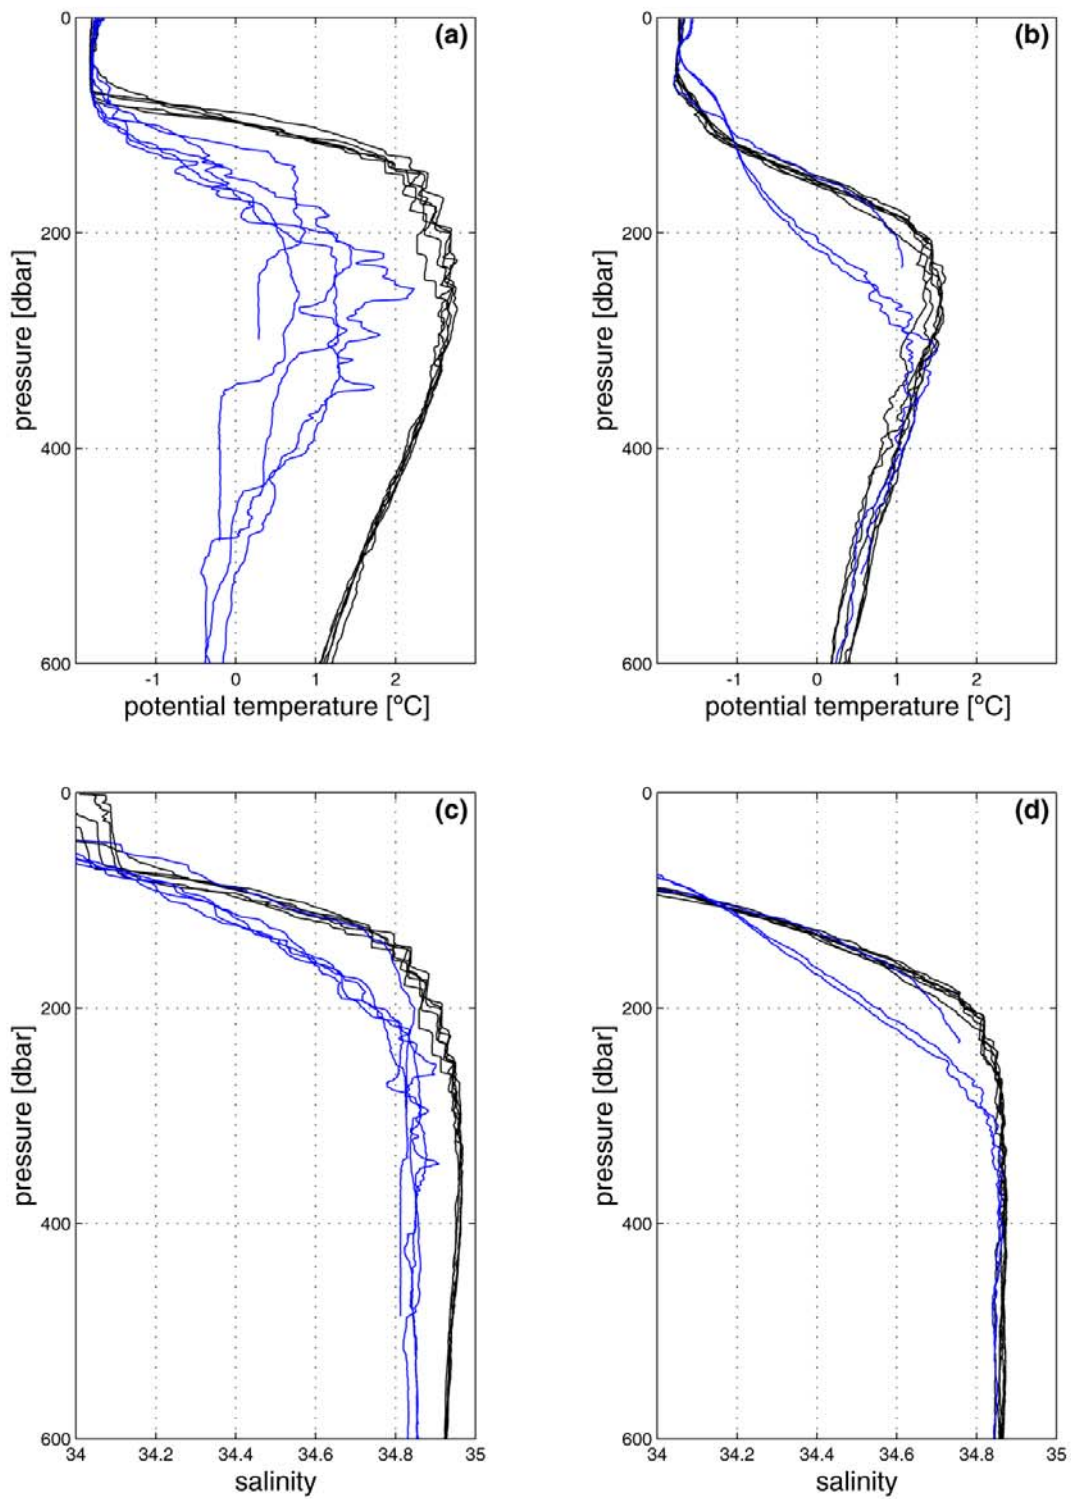 0
200
400
600
pressure [dbar]
-1 0 1 2
potential temperature [ºC]
(a)
0
200
400
600
pressure [dbar]
-1 0 1 2
potential temperature [ºC]
(b)
0
200
400
600
pressure [dbar]
34 34.2 34.4 34.6 34.8 35
salinity
(c)
0
200
400
600
pressure [dbar]
34 34.2 34.4 34.6 34.8 35
salinity
(d)